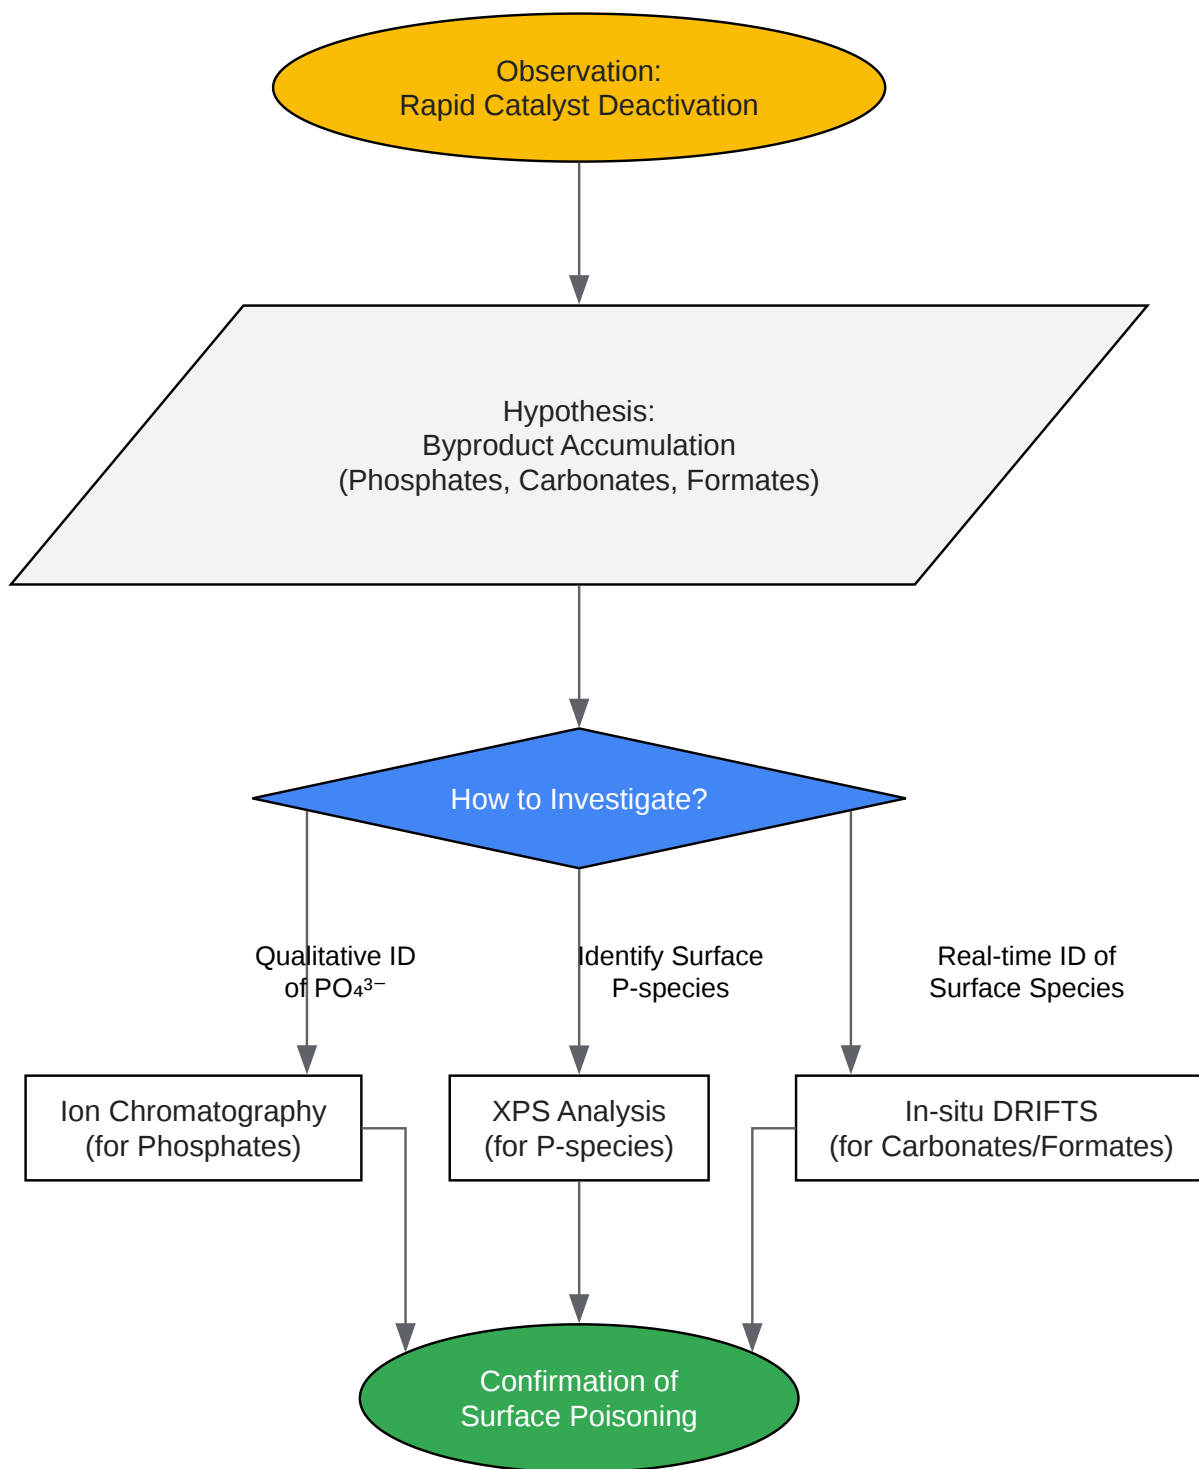 Observation:
Rapid Catalyst Deactivation
Hypothesis:
Byproduct Accumulation
(Phosphates, Carbonates, Formates)
How to Investigate?
Qualitative ID
of PO₄³⁻
Identify Surface
P-species
Real-time ID of
Surface Species
Ion Chromatography
(for Phosphates)
XPS Analysis
(for P-species)
In-situ DRIFTS
(for Carbonates/Formates)
Confirmation of
Surface Poisoning